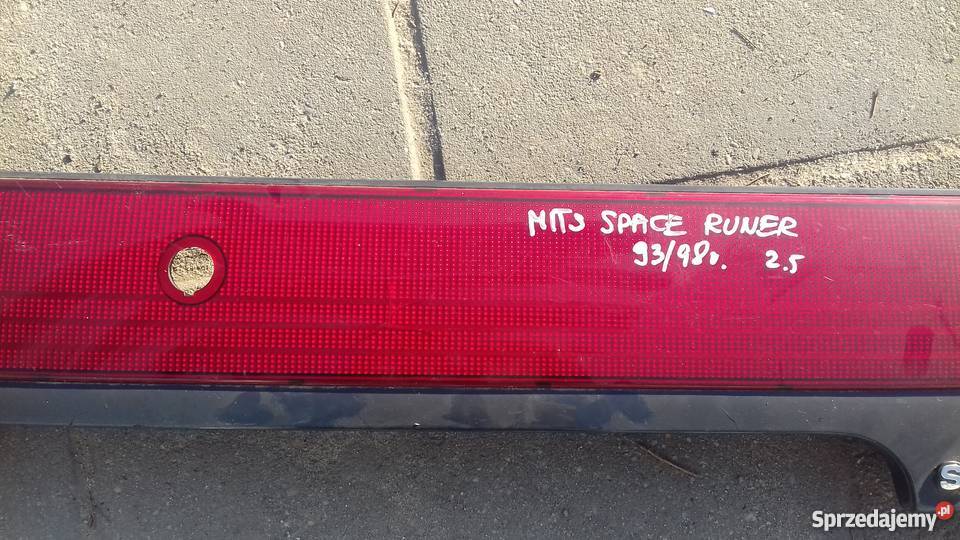 MITS SPACE RUNER
93/98r. 2.5
S
Sprzedajemy.pl